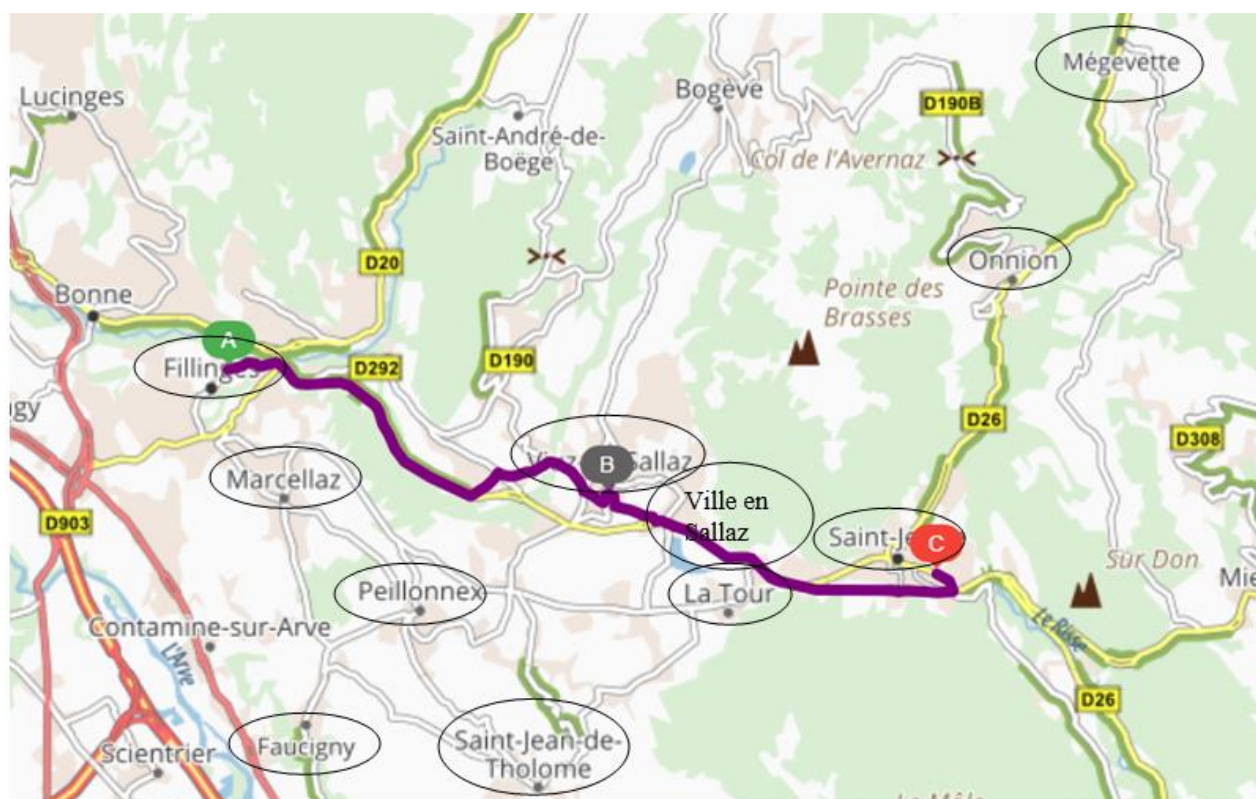 Mégevette
Lucinges
Bogève
D190B
Saint-André-de-
Boëge
Col de l'Avernaz
D20
Onnion
Bonne
Pointe des
Brasses
A
Fillinges
D292
D190
D26
D308
B
Sallaz
Marcellaz
Ville en
Sallaz
D903
Saint-Je
C
Sur Don
Mie
Peillonnex
La Tour
Contamine-sur-Arve
Le Risse
L'Arve
D26
Faucigny
Saint-Jean-de-
Tholome
Scientrier